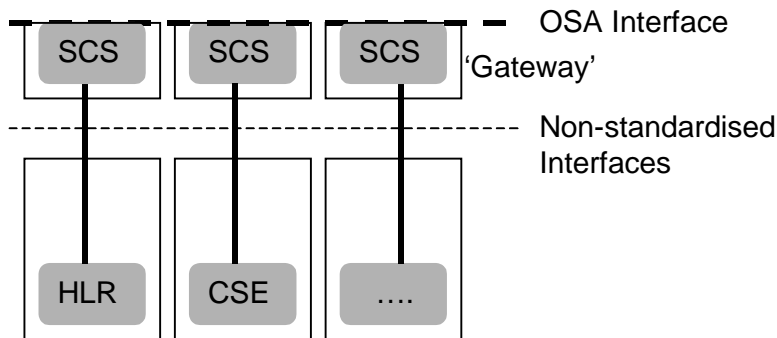 OSA Interface
SCS SCS SCS
‘Gateway’
Non-standardised
Interfaces
HLR CSE ….